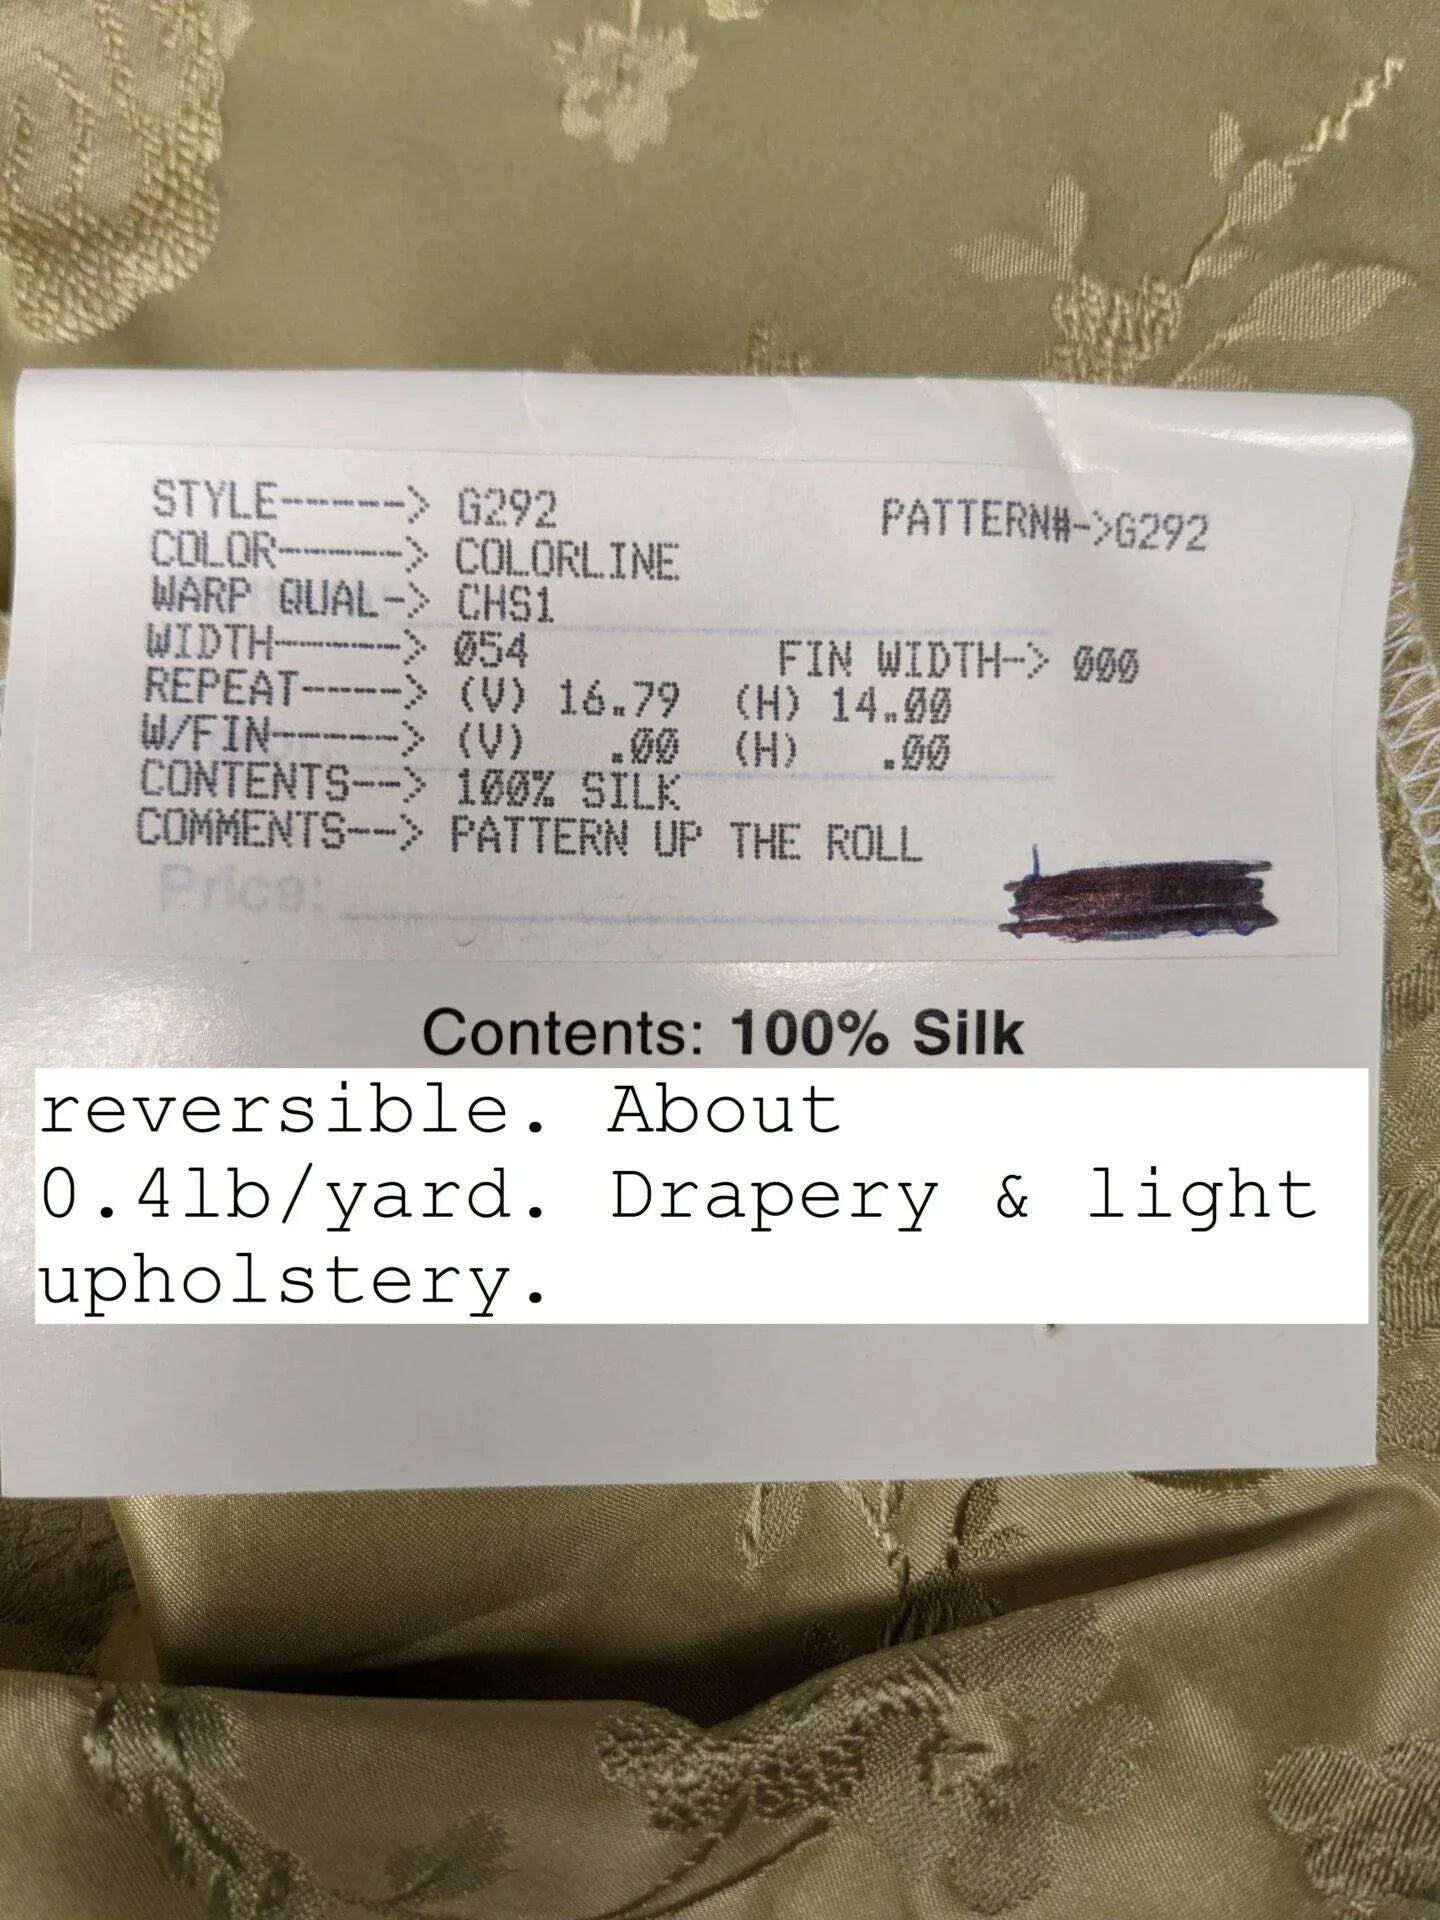 STYLE------> G292 PATTERN#->G292
COLOR------> COLORLINE
WARP QUAL-> CHS1
WIDTH------> 054 FIN WIDTH-> 000
REPEAT-----> (V) 16.79 (H) 14.00
W/FIN------> (V) .00 (H) .00
CONTENTS--> 100% SILK
COMMENTS--> PATTERN UP THE ROLL
Price:
Contents: 100% Silk
reversible. About
0.4lb/yard. Drapery & light
upholstery.